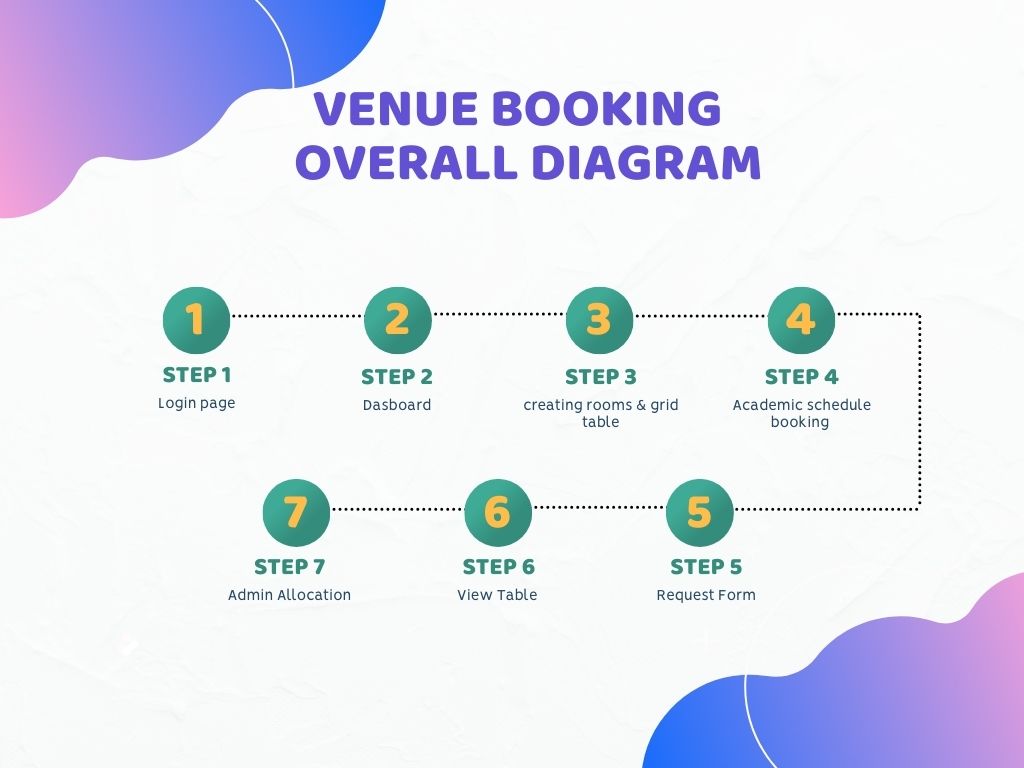 VENUE BOOKING
OVERALL DIAGRAM
1
STEP 1
Login page
2
STEP 2
Dasboard
3
STEP 3
creating rooms & grid
table
4
STEP 4
Academic schedule
booking
5
STEP 5
Request Form
6
STEP 6
View Table
7
STEP 7
Admin Allocation